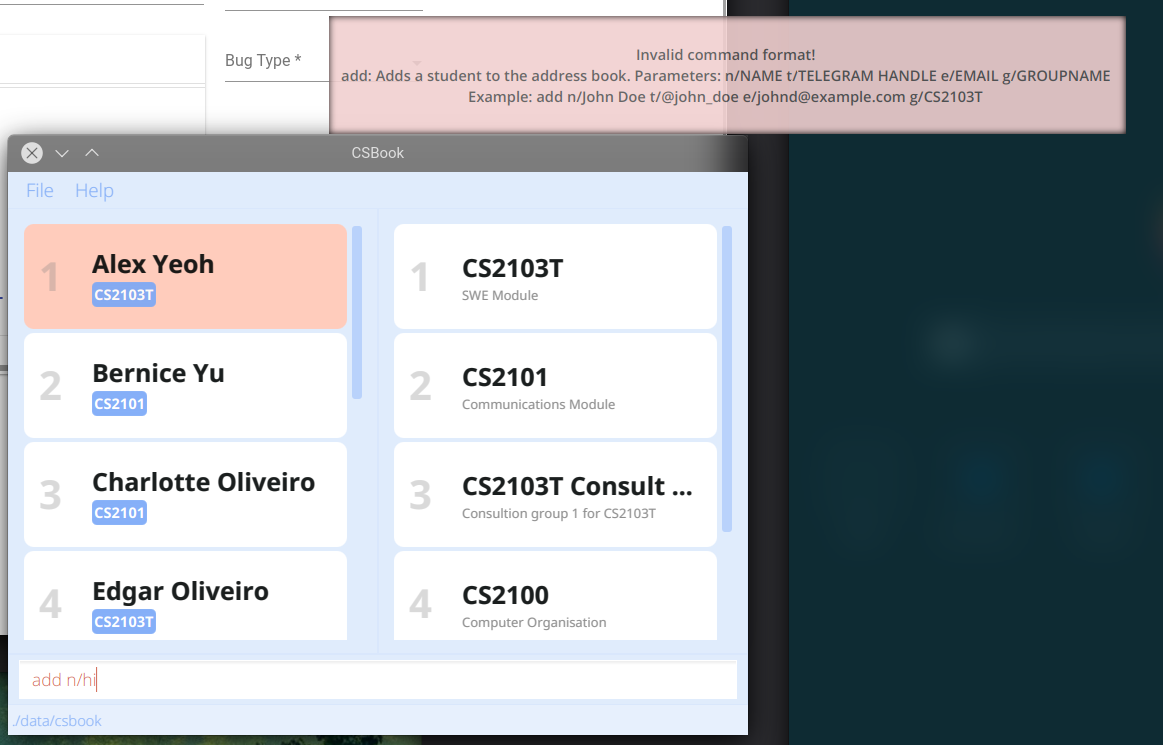 Bug Type *
Invalid command format!
add: Adds a student to the address book. Parameters: n/NAME t/TELEGRAM HANDLE e/EMAIL g/GROUPNAME
Example: add n/John Doe t/@john_doe e/johnd@example.com g/CS2103T
CSBook
File Help
1
Alex Yeoh
CS2103T
2
Bernice Yu
CS2101
3
Charlotte Oliveiro
CS2101
4
Edgar Oliveiro
CS2103T
1
CS2103T
SWE Module
2
CS2101
Communications Module
3
CS2103T Consult ...
Consultion group 1 for CS2103T
4
CS2100
Computer Organisation
add n/hi
./data/csbook